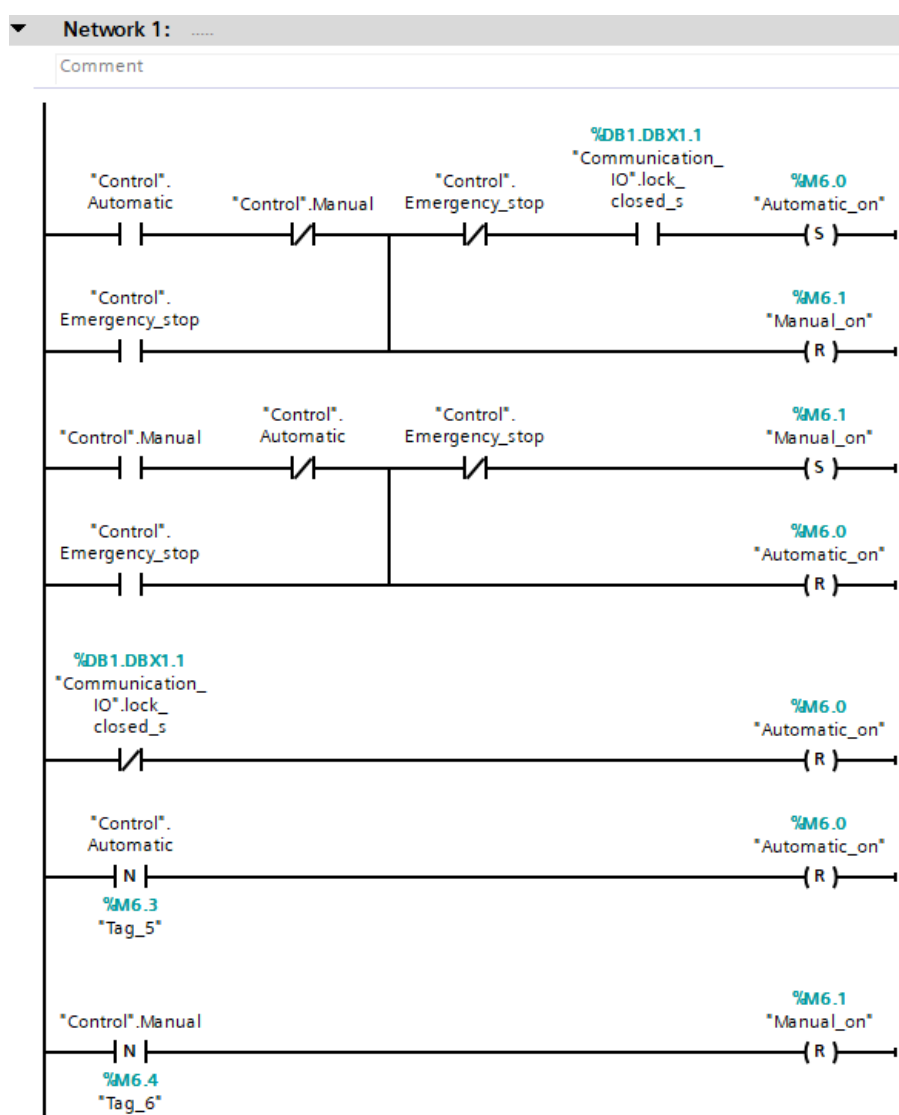 Network 1: .....
Comment
%DB1.DBX1.1
"Communication_
IO".lock_
closed_s
"Control".
Automatic
"Control".Manual
"Control".
Emergency_stop
%M6.0
"Automatic_on"
S
"Control".
Emergency_stop
%M6.1
"Manual_on"
R
"Control".Manual
"Control".
Automatic
"Control".
Emergency_stop
%M6.1
"Manual_on"
S
"Control".
Emergency_stop
%M6.0
"Automatic_on"
R
%DB1.DBX1.1
"Communication_
IO".lock_
closed_s
%M6.0
"Automatic_on"
R
"Control".
Automatic
N
%M6.3
"Tag_5"
%M6.0
"Automatic_on"
R
"Control".Manual
N
%M6.4
"Tag_6"
%M6.1
"Manual_on"
R